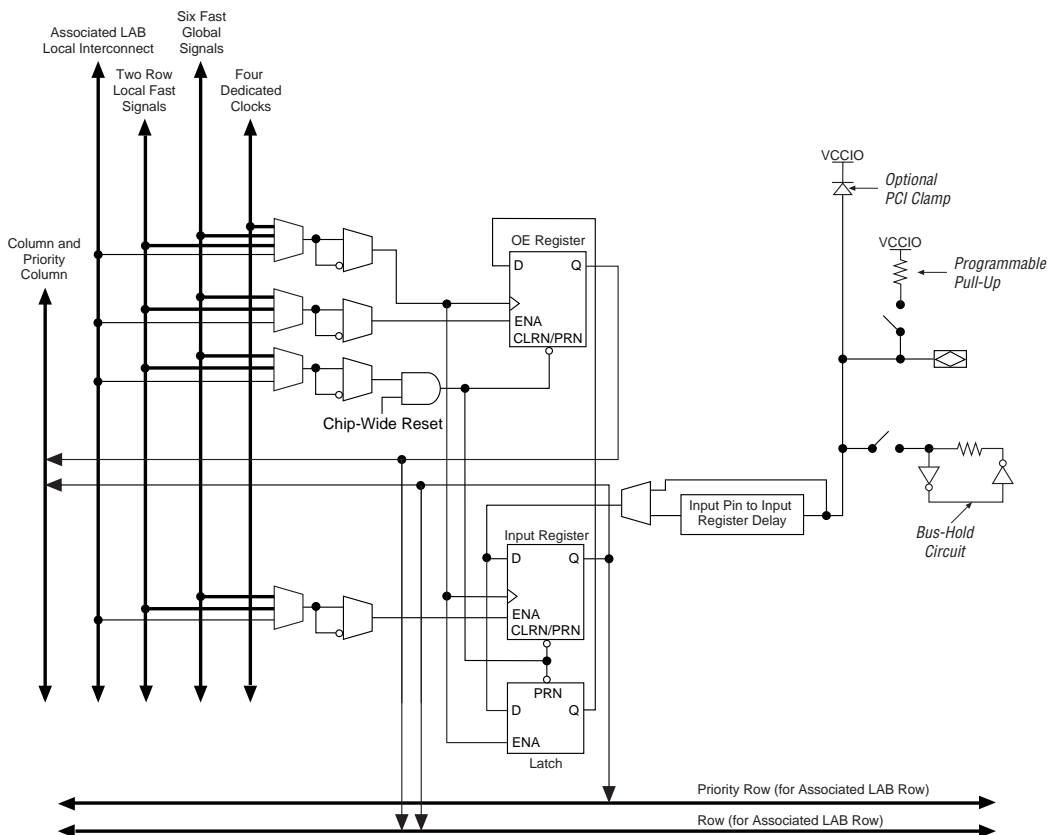 Six Fast
Global
Signals
Associated LAB
Local Interconnect
Two Row
Local Fast
Signals
Four
Dedicated
Clocks
Column and
Priority
Column
VCCIO
Optional
PCI Clamp
VCCIO
Programmable
Pull-Up
OE Register
D
Q
ENA
CLRN/PRN
Chip-Wide Reset
Input Pin to Input
Register Delay
Bus-Hold
Circuit
Input Register
D
Q
ENA
CLRN/PRN
PRN
D
Q
ENA
Latch
Priority Row (for Associated LAB Row)
Row (for Associated LAB Row)